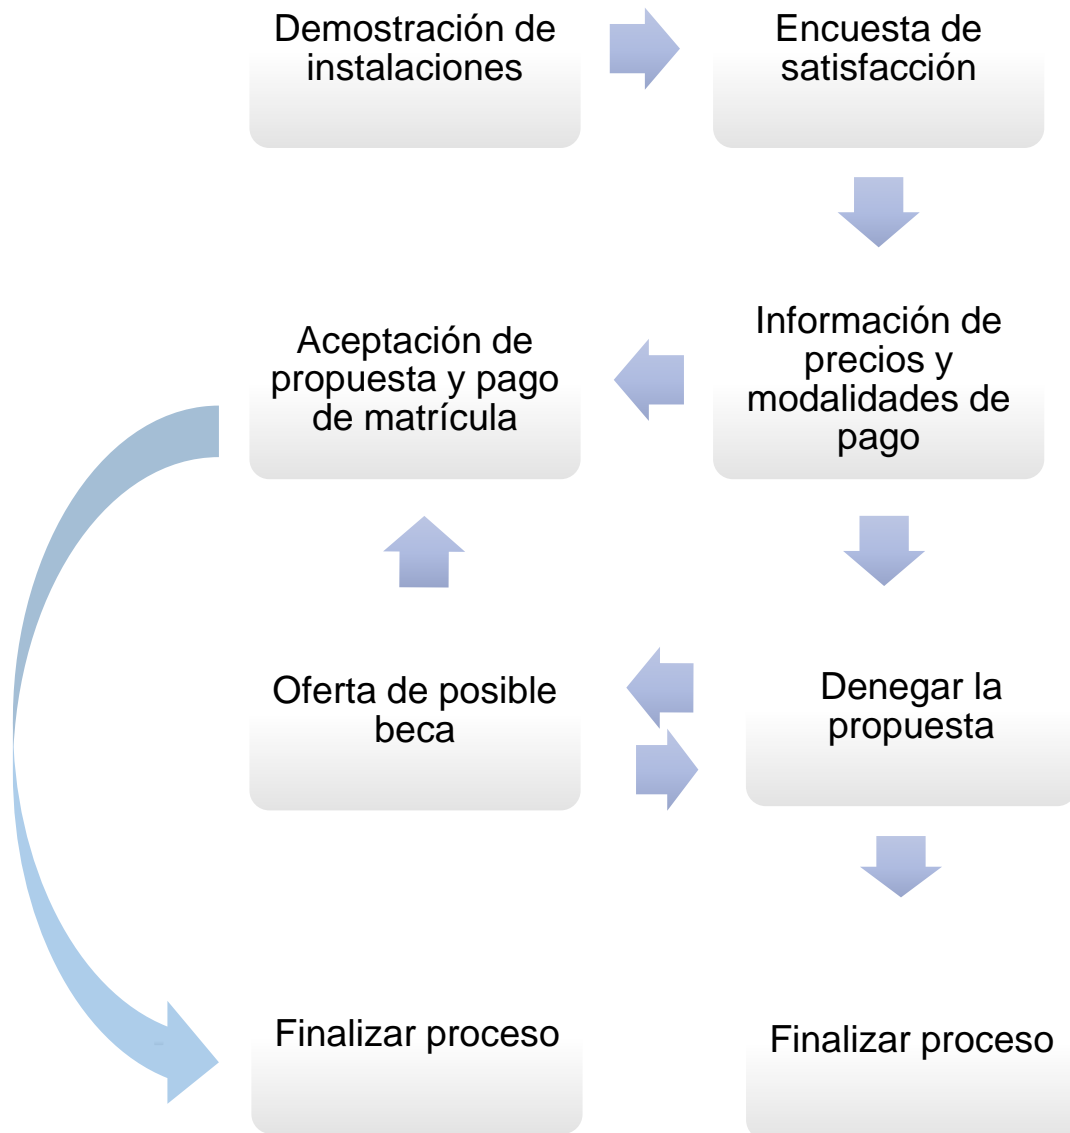 Demostración de
instalaciones
Encuesta de
satisfacción
Información de
precios y
modalidades de
pago
Aceptación de
propuesta y pago
de matrícula
Denegar la
propuesta
Oferta de posible
beca
Finalizar proceso
Finalizar proceso